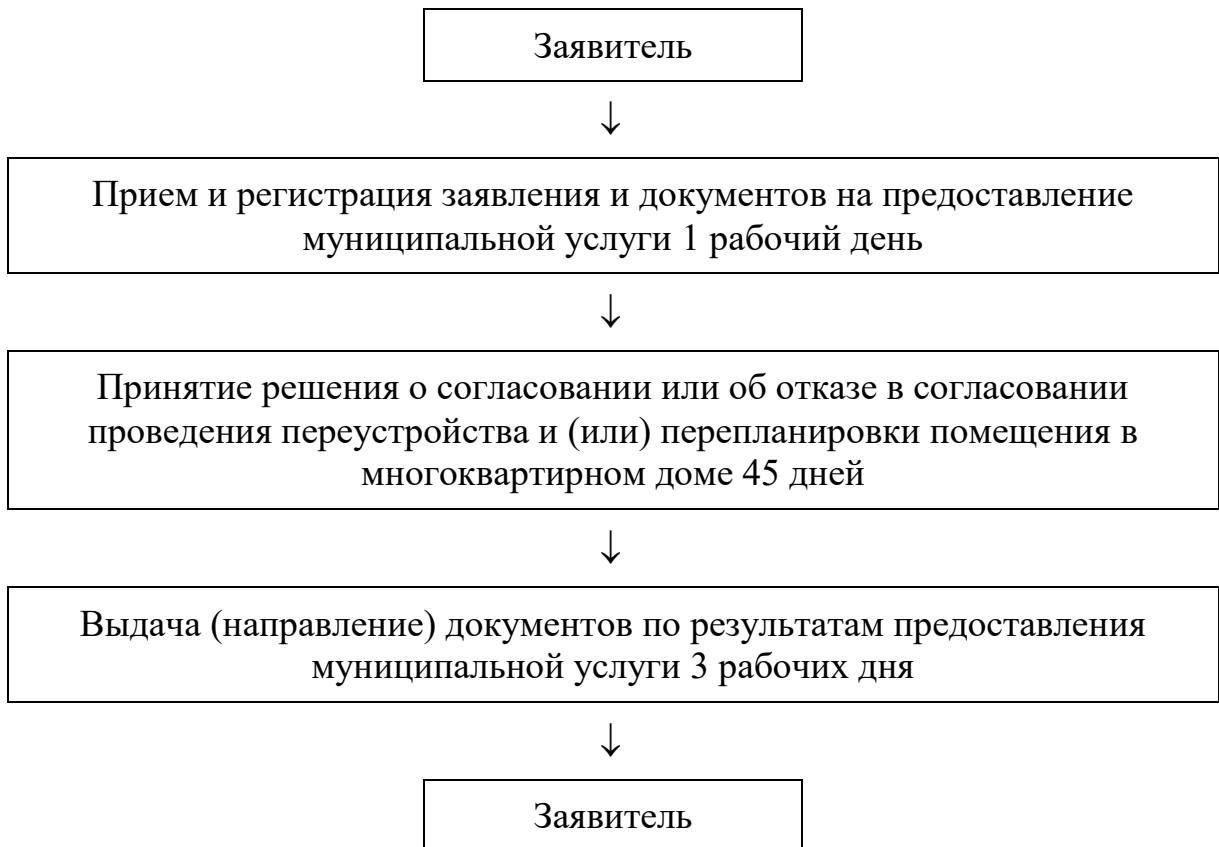 Заявитель
↓
Прием и регистрация заявления и документов на предоставление
муниципальной услуги 1 рабочий день
↓
Принятие решения о согласовании или об отказе в согласовании
проведения переустройства и (или) перепланировки помещения в
многоквартирном доме 45 дней
↓
Выдача (направление) документов по результатам предоставления
муниципальной услуги 3 рабочих дня
↓
Заявитель